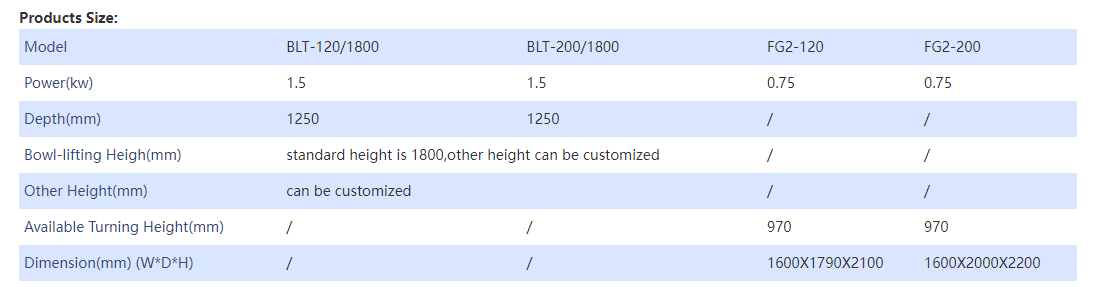 Products Size:
Model BLT-120/1800 BLT-200/1800 FG2-120 FG2-200
Power(kw) 1.5 1.5 0.75 0.75
Depth(mm) 1250 1250 / /
Bowl-lifting Heigh(mm) standard height is 1800,other height can be customized / /
Other Height(mm) can be customized / /
Available Turning Height(mm) / / 970 970
Dimension(mm) (W*D*H) / / 1600X1790X2100 1600X2000X2200